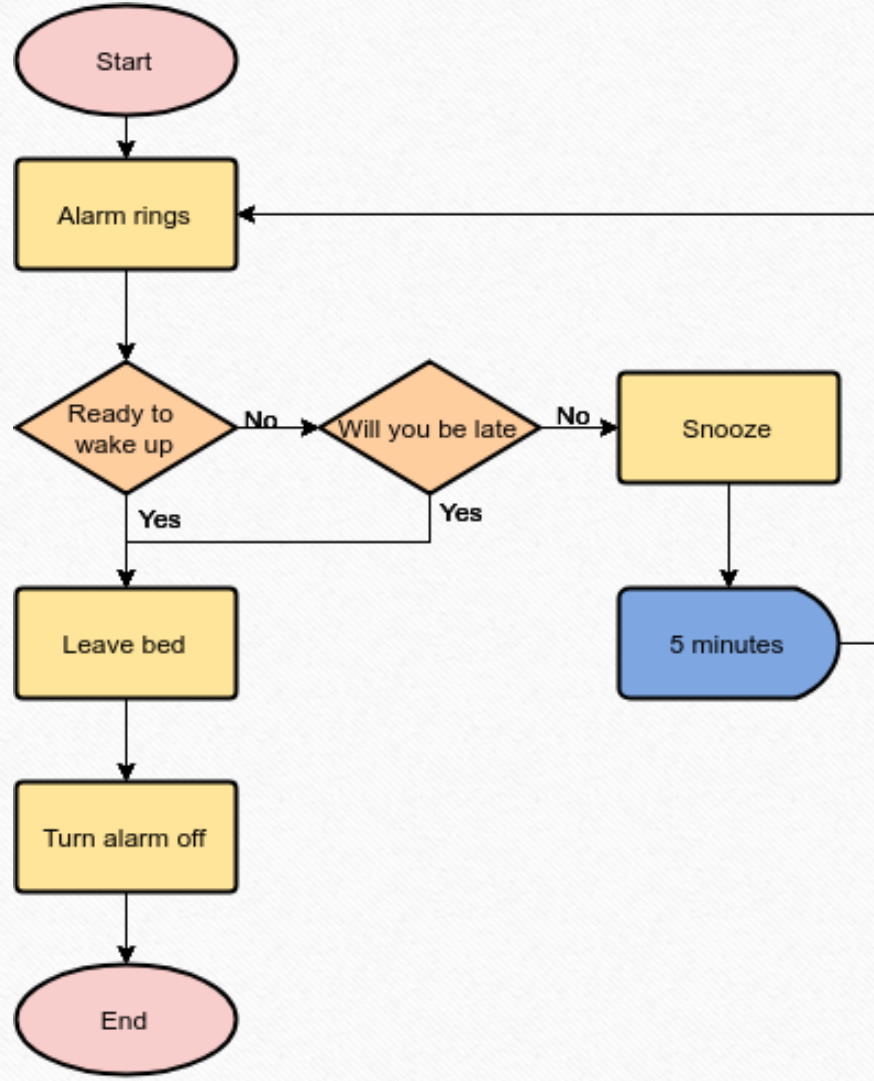 Start
Alarm rings
Ready to
wake up
No
Will you be late
No
Snooze
Yes
Yes
Leave bed
5 minutes
Turn alarm off
End